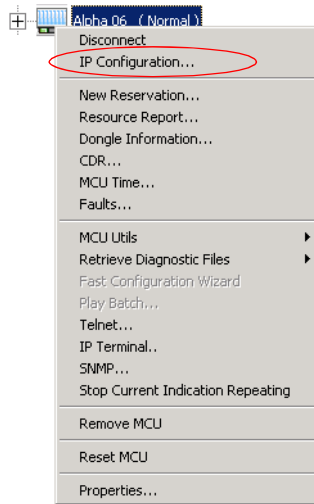 Alpha 06 (Normal)
Disconnect
IP Configuration...
New Reservation...
Resource Report...
Dongle Information...
CDR...
MCU Time...
Faults...
MCU Utils
Retrieve Diagnostic Files
Fast Configuration Wizard
Play Batch...
Telnet...
IP Terminal..
SNMP...
Stop Current Indication Repeating
Remove MCU
Reset MCU
Properties...